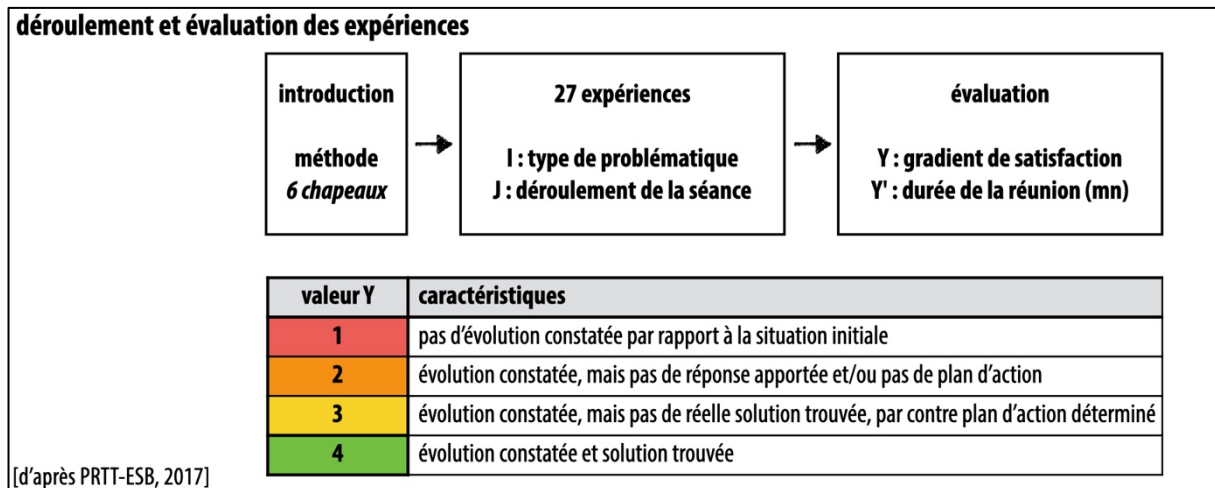 déroulement et évaluation des expériences
introduction
méthode
6 chapeaux
27 expériences
I : type de problématique
J : déroulement de la séance
évaluation
Y : gradient de satisfaction
Y' : durée de la réunion (mn)
valeur Y caractéristiques
1 pas d'évolution constatée par rapport à la situation initiale
2 évolution constatée, mais pas de réponse apportée et/ou pas de plan d'action
3 évolution constatée, mais pas de réelle solution trouvée, par contre plan d'action déterminé
4 évolution constatée et solution trouvée
[d'après PRTT-ESB, 2017]